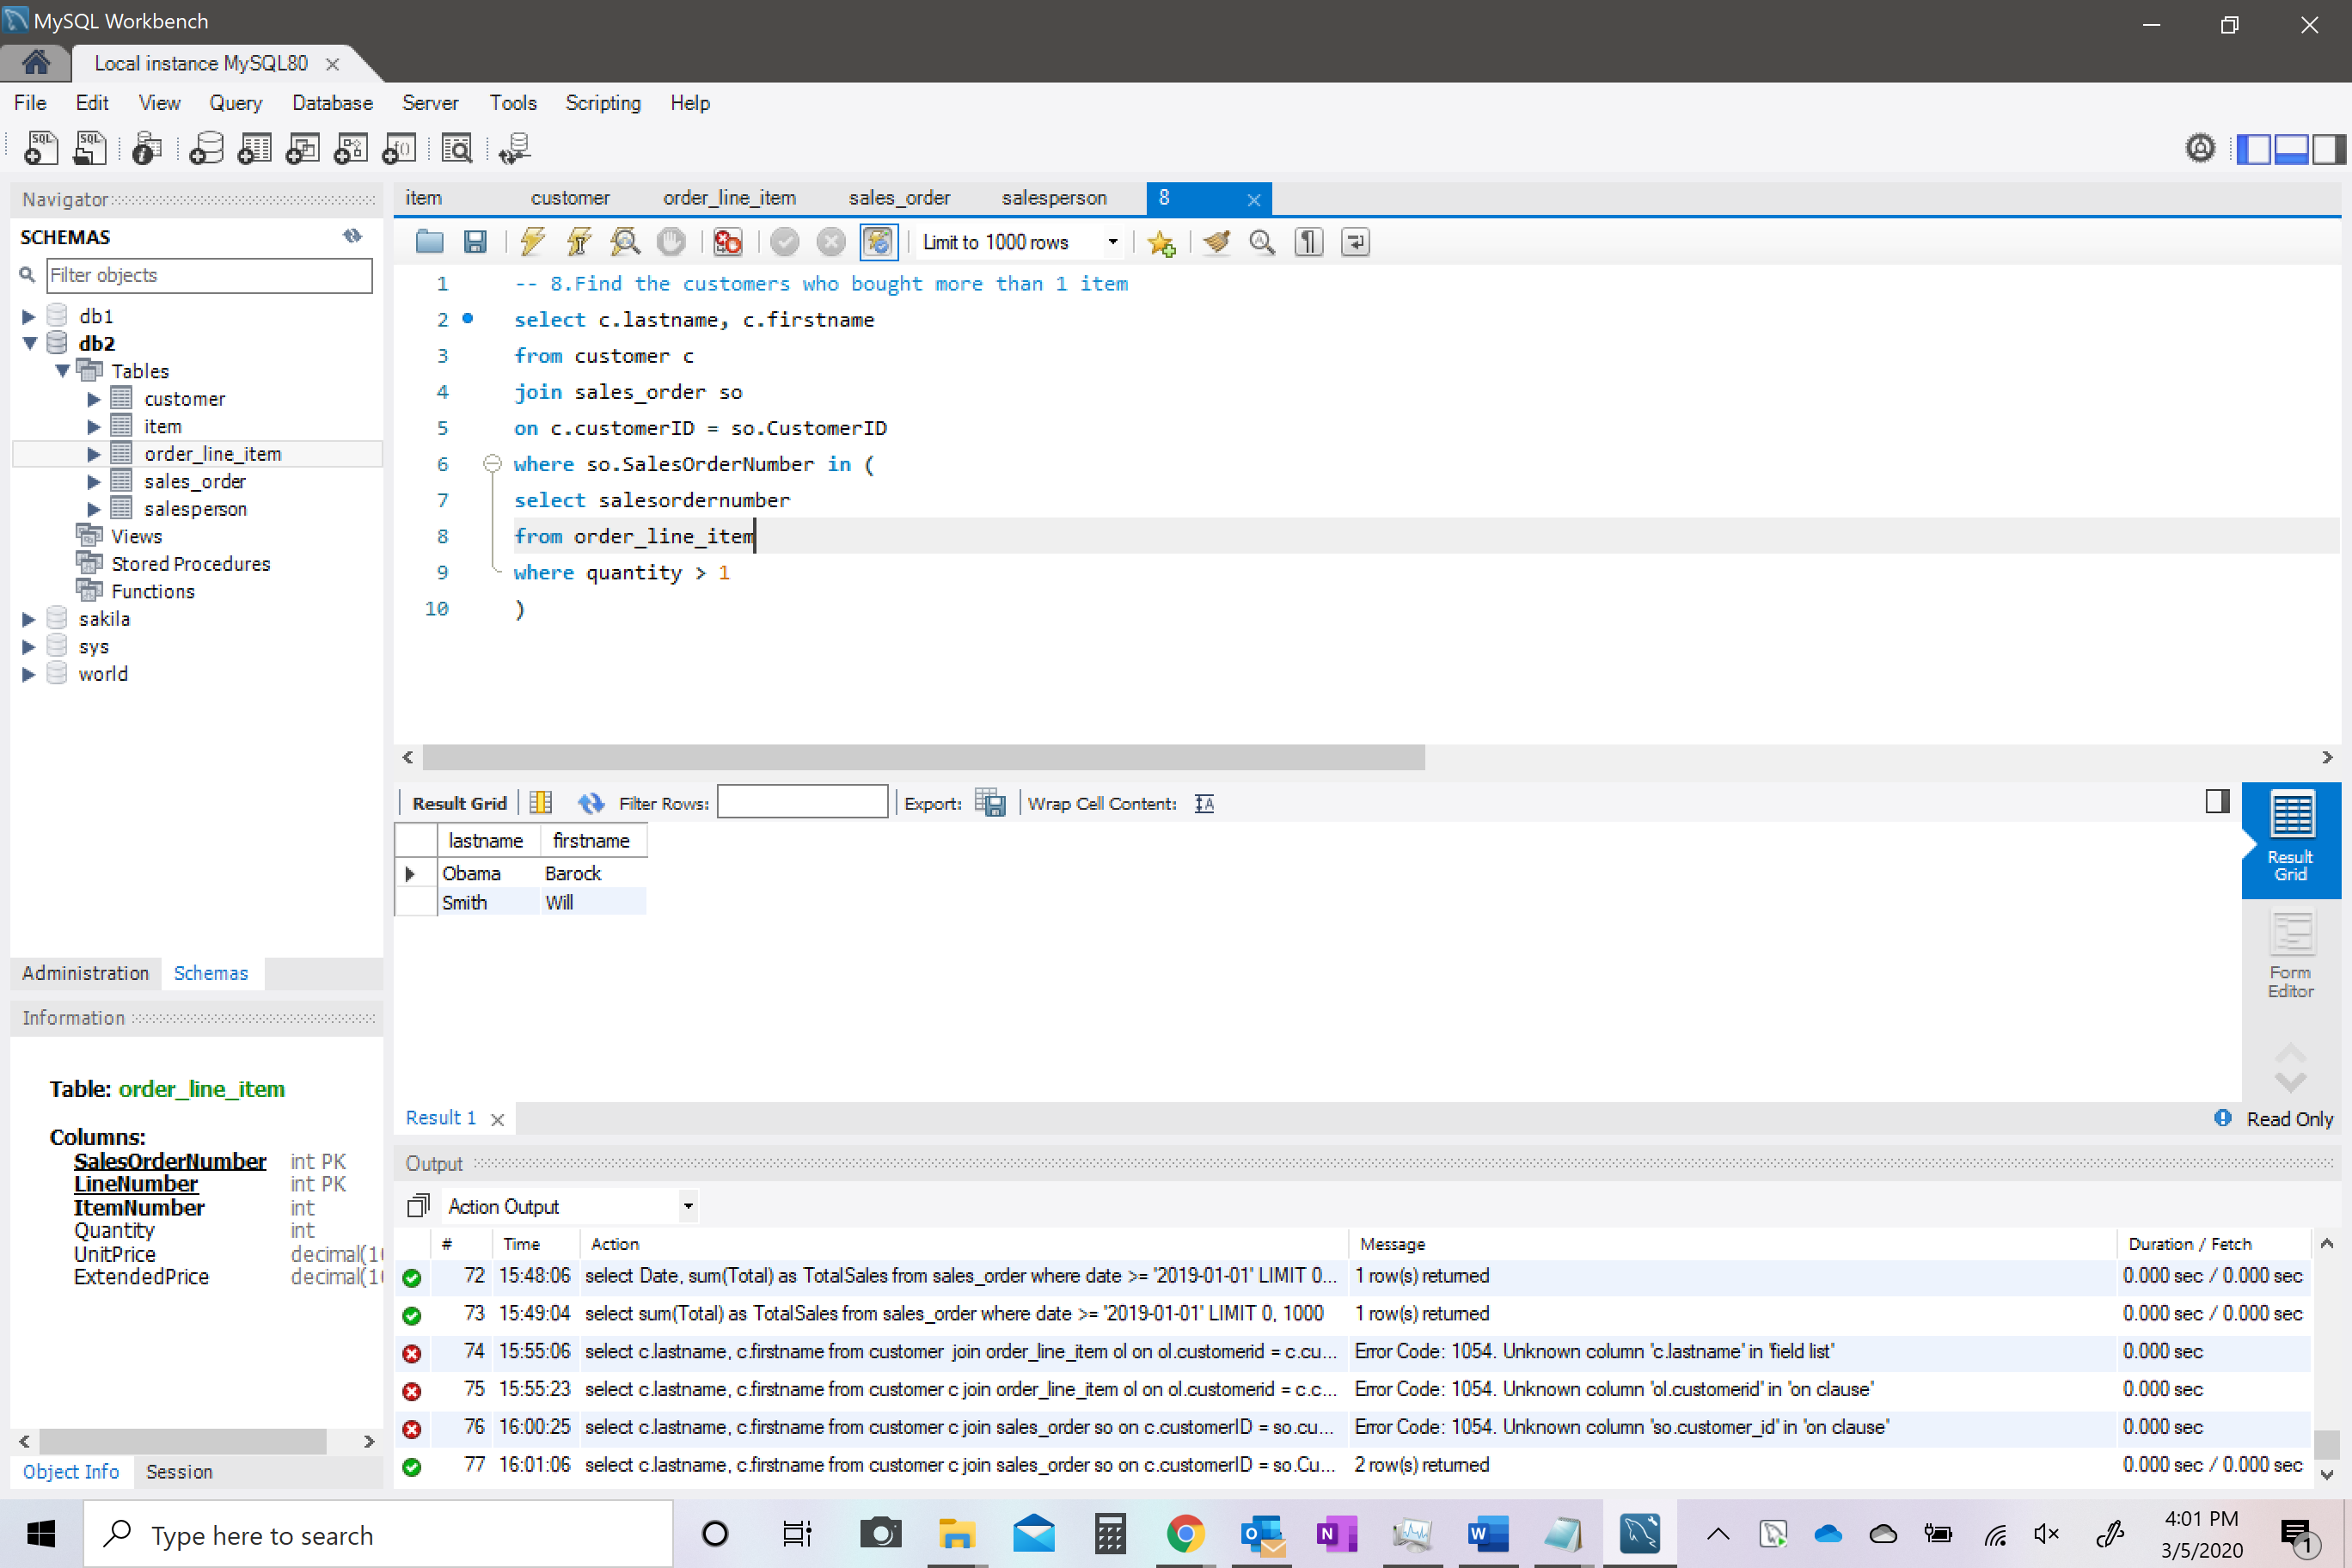 MySQL Workbench
Local instance MySQL80
File Edit View Query Database Server Tools Scripting Help
Navigator
SCHEMAS
Filter objects
db1
db2
Tables
customer
item
order_line_item
sales_order
salesperson
Views
Stored Procedures
Functions
sakila
sys
world
Administration Schemas
Information
Table: order_line_item
Columns:
SalesOrderNumber int PK
LineNumber int PK
ItemNumber int
Quantity int
UnitPrice decimal(1
ExtendedPrice decimal(1
Object Info Session
item customer order_line_item sales_order salesperson 8
Limit to 1000 rows
1 -- 8.Find the customers who bought more than 1 item
2 select c.lastname, c.firstname
3 from customer c
4 join sales_order so
5 on c.customerID = so.CustomerID
6 where so.SalesOrderNumber in (
7 select salesordernumber
8 from order_line_item
9 where quantity > 1
10 )
Result Grid Filter Rows: Export: Wrap Cell Content:
lastname firstname
Obama Barock
Smith Will
Result Grid
Form Editor
Result 1
Read Only
Output
Action Output
# Time Action Message Duration / Fetch
72 15:48:06 select Date, sum(Total) as TotalSales from sales_order where date >= '2019-01-01' LIMIT 0... 1 row(s) returned 0.000 sec / 0.000 sec
73 15:49:04 select sum(Total) as TotalSales from sales_order where date >= '2019-01-01' LIMIT 0, 1000 1 row(s) returned 0.000 sec / 0.000 sec
74 15:55:06 select c.lastname, c.firstname from customer join order_line_item ol on ol.customerid = c.cu... Error Code: 1054. Unknown column 'c.lastname' in 'field list' 0.000 sec
75 15:55:23 select c.lastname, c.firstname from customer c join order_line_item ol on ol.customerid = c.c... Error Code: 1054. Unknown column 'ol.customerid' in 'on clause' 0.000 sec
76 16:00:25 select c.lastname, c.firstname from customer c join sales_order so on c.customerID = so.cu... Error Code: 1054. Unknown column 'so.customer_id' in 'on clause' 0.000 sec
77 16:01:06 select c.lastname, c.firstname from customer c join sales_order so on c.customerID = so.Cu... 2 row(s) returned 0.000 sec / 0.000 sec
Type here to search
4:01 PM
3/5/2020
1